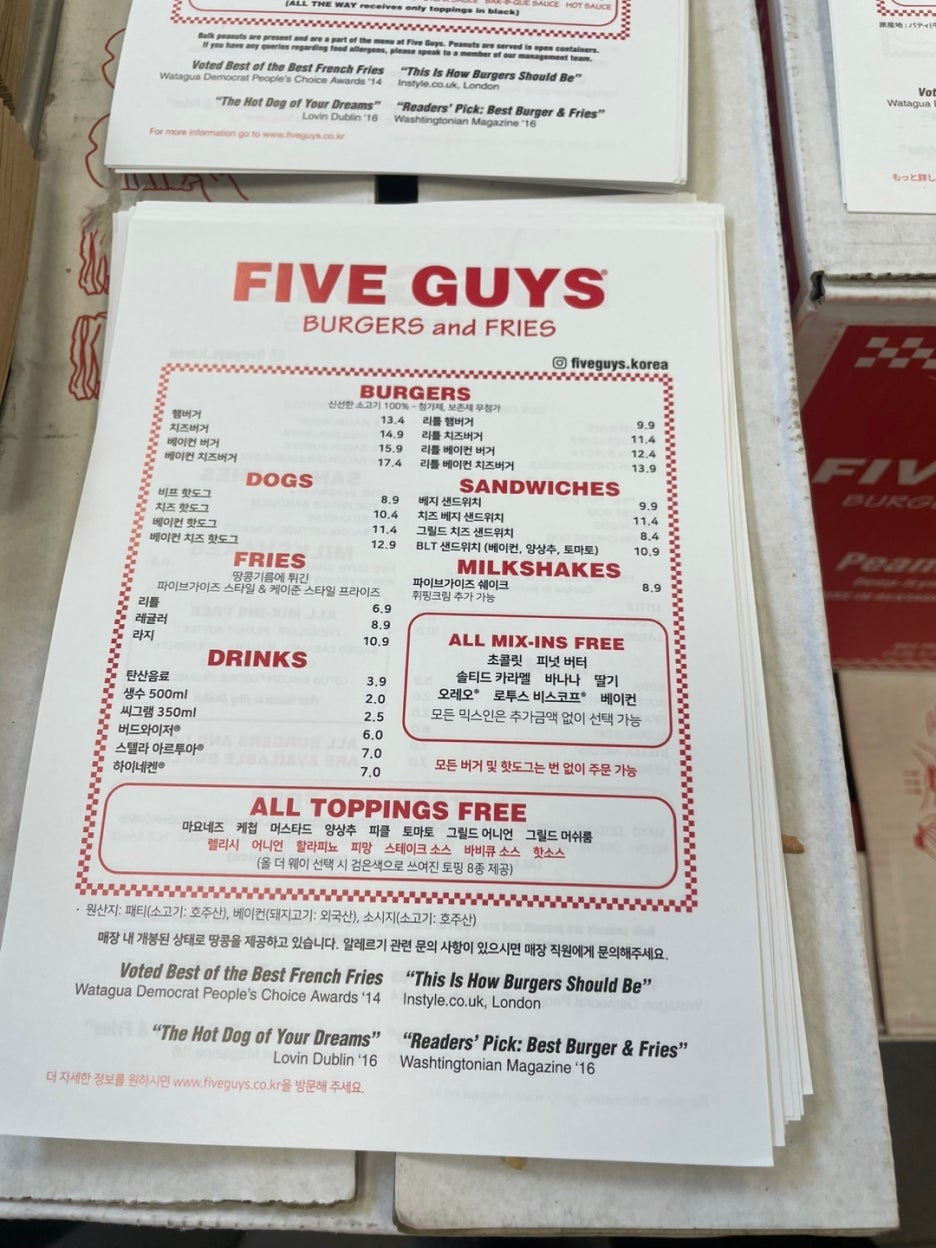 (ALL THE WAY receives only toppings in black)
Bulk peanuts are present and are a part of the menu at Five Guys. Peanuts are served in open containers.
If you have any queries regarding food allergens, please speak to a member of our management team.
Voted Best of the Best French Fries
Watagua Democrat People's Choice Awards '14
"This Is How Burgers Should Be"
Instyle.co.uk, London
"The Hot Dog of Your Dreams"
Lovin Dublin '16
"Readers' Pick: Best Burger & Fries"
Washtingtonian Magazine '16
For more information go to www.fiveguys.co.kr
FIVE GUYS®
BURGERS and FRIES
fiveguys.korea
BURGERS
신선한 소고기 100% - 첨가제, 보존제 무첨가
햄버거 13.4
치즈버거 14.9
베이컨 버거 15.9
베이컨 치즈버거 17.4
리틀 햄버거 9.9
리틀 치즈버거 11.4
리틀 베이컨 버거 12.4
리틀 베이컨 치즈버거 13.9
DOGS
비프 핫도그 8.9
치즈 핫도그 10.4
베이컨 핫도그 11.4
베이컨 치즈 핫도그 12.9
SANDWICHES
베지 샌드위치 9.9
치즈 베지 샌드위치 11.4
그릴드 치즈 샌드위치 8.4
BLT 샌드위치 (베이컨, 양상추, 토마토) 10.9
FRIES
땅콩기름에 튀긴
파이브가이즈 스타일 & 케이준 스타일 프라이즈
리틀 6.9
레귤러 8.9
라지 10.9
MILKSHAKES
파이브가이즈 쉐이크 8.9
휘핑크림 추가 가능
ALL MIX-INS FREE
초콜릿 피넛 버터
솔티드 카라멜 바나나 딸기
오레오® 로투스 비스코프® 베이컨
모든 믹스인은 추가금액 없이 선택 가능
DRINKS
탄산음료 3.9
생수 500ml 2.0
씨그램 350ml 2.5
버드와이저® 6.0
스텔라 아르투아® 7.0
하이네켄® 7.0
모든 버거 및 핫도그는 번 없이 주문 가능
ALL TOPPINGS FREE
마요네즈 케첩 머스타드 양상추 피클 토마토 그릴드 어니언 그릴드 머쉬룸
렐리시 어니언 할라피뇨 피망 스테이크 소스 바비큐 소스 핫소스
(올 더 웨이 선택 시 검은색으로 쓰여진 토핑 8종 제공)
· 원산지: 패티(소고기: 호주산), 베이컨(돼지고기: 외국산), 소시지(소고기: 호주산)
매장 내 개봉된 상태로 땅콩을 제공하고 있습니다. 알레르기 관련 문의 사항이 있으시면 매장 직원에게 문의해주세요.
Voted Best of the Best French Fries
Watagua Democrat People's Choice Awards '14
"This Is How Burgers Should Be"
Instyle.co.uk, London
"The Hot Dog of Your Dreams"
Lovin Dublin '16
"Readers' Pick: Best Burger & Fries"
Washtingtonian Magazine '16
더 자세한 정보를 원하시면 www.fiveguys.co.kr을 방문해 주세요.